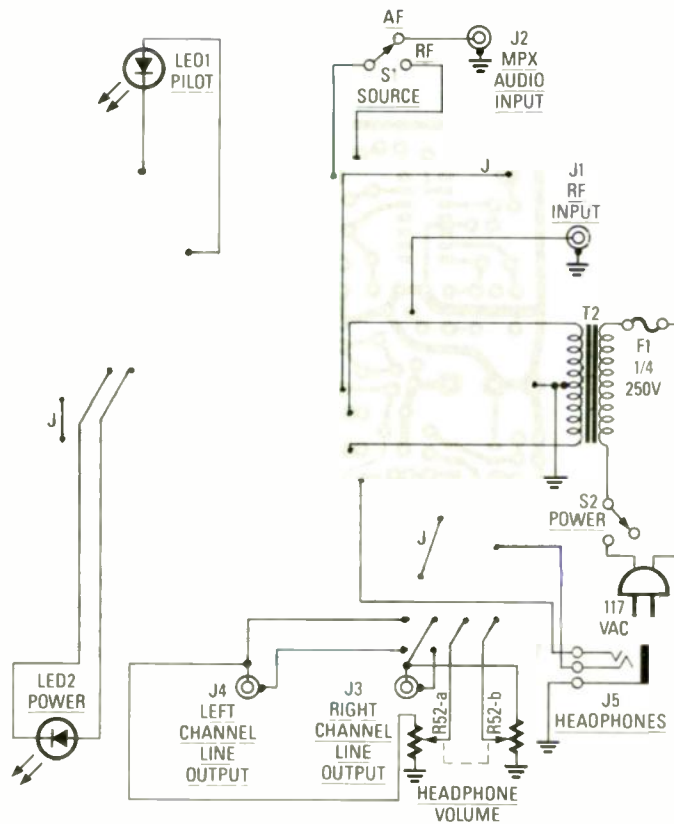 LED1
PILOT
AF
RF
S1
SOURCE
J2
MPX
AUDIO
INPUT
J
J1
RF
INPUT
T2
F1
1/4
250V
J
S2
POWER
J
117
VAC
LED2
POWER
J4
LEFT
CHANNEL
LINE
OUTPUT
J3
RIGHT
CHANNEL
LINE
OUTPUT
R52-a
R52-b
HEADPHONE
VOLUME
J5
HEADPHONES